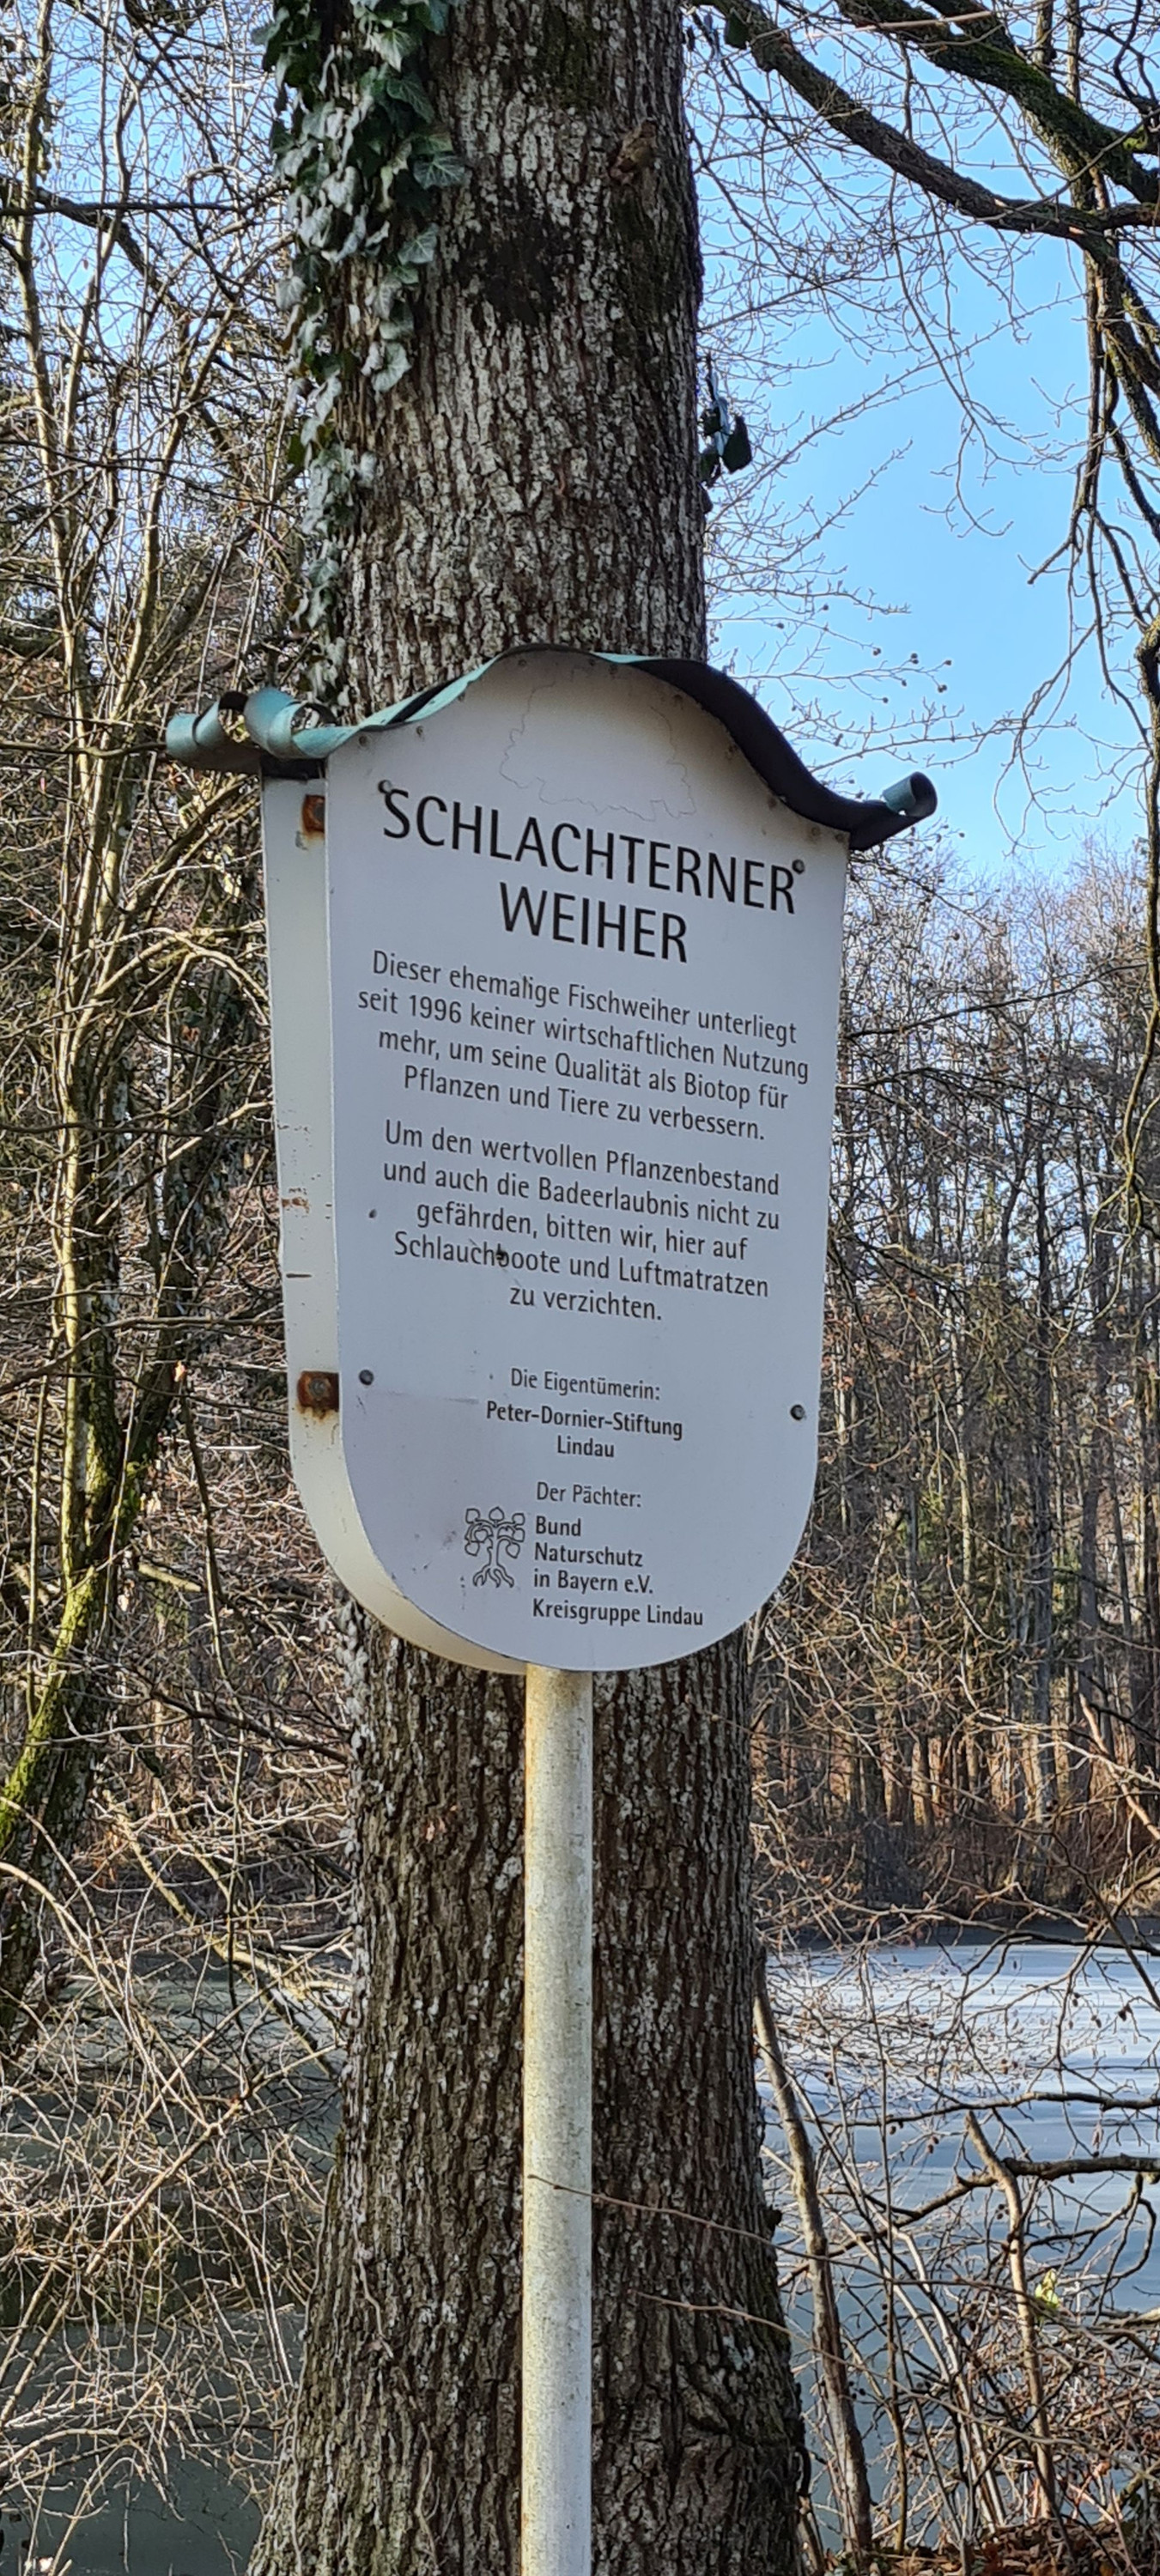 SCHLACHTERNER
WEIHER
Dieser ehemalige Fischweiher unterliegt
seit 1996 keiner wirtschaftlichen Nutzung
mehr, um seine Qualität als Biotop für
Pflanzen und Tiere zu verbessern.
Um den wertvollen Pflanzenbestand
und auch die Badeerlaubnis nicht zu
gefährden, bitten wir, hier auf
Schlauchboote und Luftmatratzen
zu verzichten.
Die Eigentümerin:
Peter-Dornier-Stiftung
Lindau
Der Pächter:
Bund
Naturschutz
in Bayern e.V.
Kreisgruppe Lindau